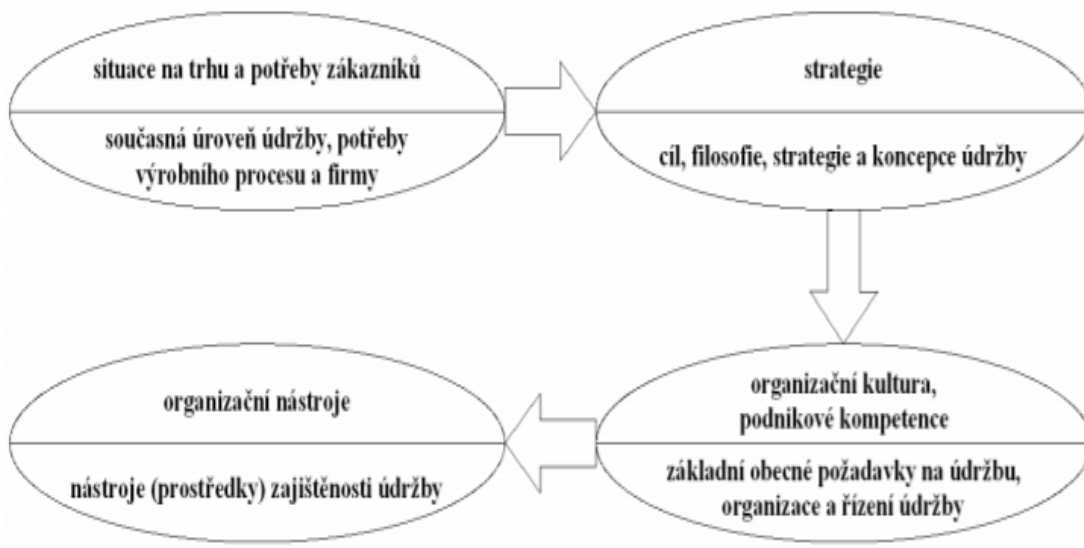 situace na trhu a potřeby zákazníků
současná úroveň údržby, potřeby
výrobního procesu a firmy
strategie
cíl, filosofie, strategie a koncepce údržby
organizační kultura,
podnikové kompetence
základní obecné požadavky na údržbu,
organizace a řízení údržby
organizační nástroje
nástroje (prostředky) zajištěnosti údržby